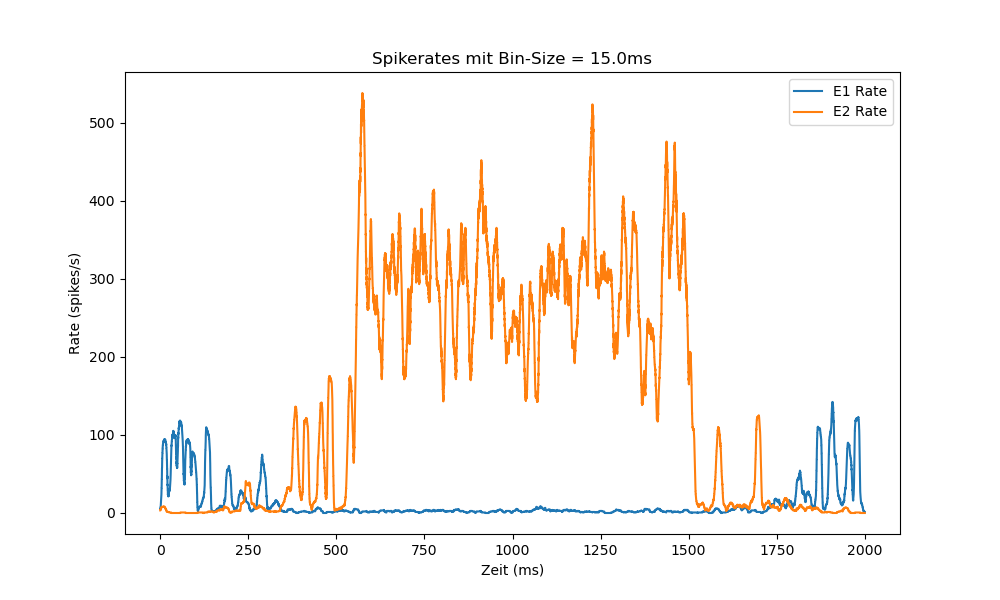 Spikerates mit Bin-Size = 15.0ms
E1 Rate
E2 Rate
Rate (spikes/s)
500
400
300
200
100
0
0 250 500 750 1000 1250 1500 1750 2000
Zeit (ms)